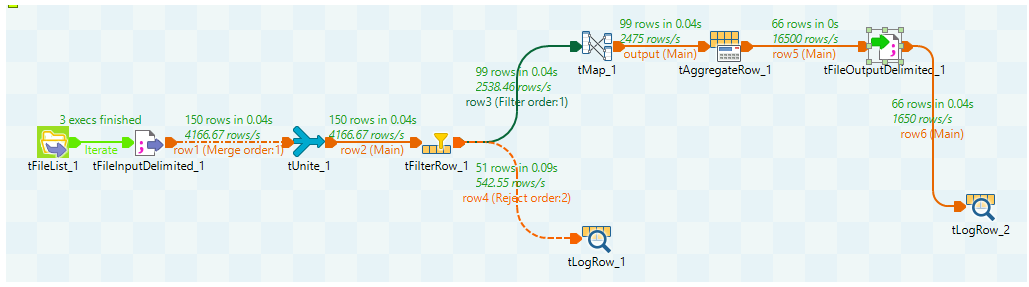 99 rows in 0.04s
2475 rows/s
output (Main)
66 rows in 0s
16500 rows/s
row5 (Main)
tMap_1
tAggregateRow_1
tFileOutputDelimited_1
99 rows in 0.04s
2538.46 rows/s
row3 (Filter order:1)
66 rows in 0.04s
1650 rows/s
row6 (Main)
3 execs finished
Iterate
150 rows in 0.04s
4166.67 rows/s
row1 (Merge order:1)
150 rows in 0.04s
4166.67 rows/s
row2 (Main)
tFileList_1
tFileInputDelimited_1
tUnite_1
tFilterRow_1
51 rows in 0.09s
542.55 rows/s
row4 (Reject order:2)
tLogRow_2
tLogRow_1